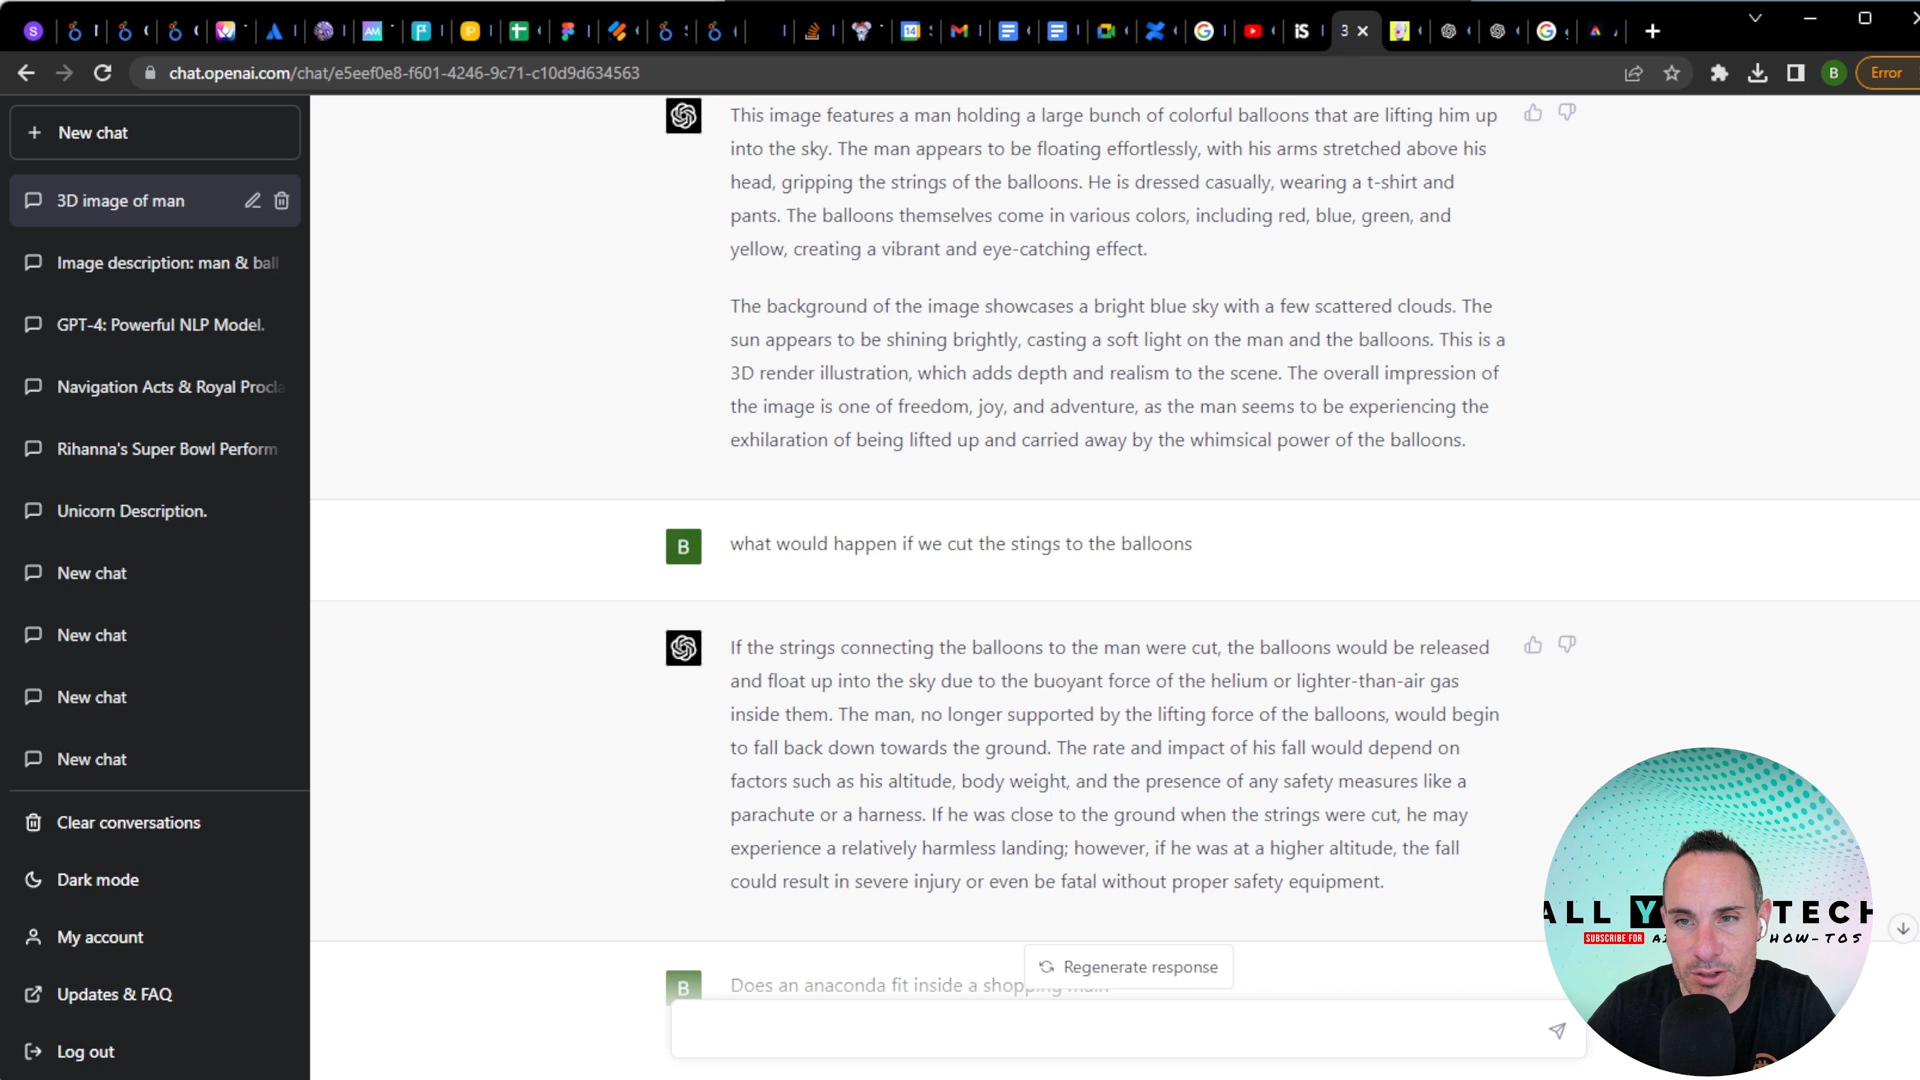 chat.openai.com/chat/e5eef0e8-f601-4246-9c71-c10d9d634563
B
Error
New chat
3D image of man
Image description: man & ball
GPT-4: Powerful NLP Model.
Navigation Acts & Royal Procla
Rihanna's Super Bowl Perform
Unicorn Description.
New chat
New chat
New chat
New chat
Clear conversations
Dark mode
My account
Updates & FAQ
Log out
This image features a man holding a large bunch of colorful balloons that are lifting him up
into the sky. The man appears to be floating effortlessly, with his arms stretched above his
head, gripping the strings of the balloons. He is dressed casually, wearing a t-shirt and
pants. The balloons themselves come in various colors, including red, blue, green, and
yellow, creating a vibrant and eye-catching effect.
The background of the image showcases a bright blue sky with a few scattered clouds. The
sun appears to be shining brightly, casting a soft light on the man and the balloons. This is a
3D render illustration, which adds depth and realism to the scene. The overall impression of
the image is one of freedom, joy, and adventure, as the man seems to be experiencing the
exhilaration of being lifted up and carried away by the whimsical power of the balloons.
B
what would happen if we cut the stings to the balloons
If the strings connecting the balloons to the man were cut, the balloons would be released
and float up into the sky due to the buoyant force of the helium or lighter-than-air gas
inside them. The man, no longer supported by the lifting force of the balloons, would begin
to fall back down towards the ground. The rate and impact of his fall would depend on
factors such as his altitude, body weight, and the presence of any safety measures like a
parachute or a harness. If he was close to the ground when the strings were cut, he may
experience a relatively harmless landing; however, if he was at a higher altitude, the fall
could result in severe injury or even be fatal without proper safety equipment.
B
Does an anaconda fit inside a shopping
Regenerate response
ALL Y TECH
SUBSCRIBE FOR HOW-TOS